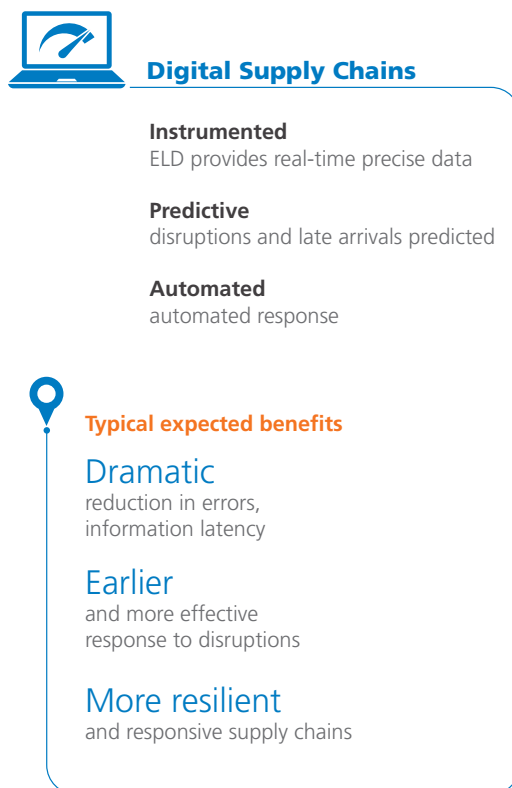 Digital Supply Chains
Instrumented
ELD provides real-time precise data
Predictive
disruptions and late arrivals predicted
Automated
automated response
Typical expected benefits
Dramatic
reduction in errors,
information latency
Earlier
and more effective
response to disruptions
More resilient
and responsive supply chains